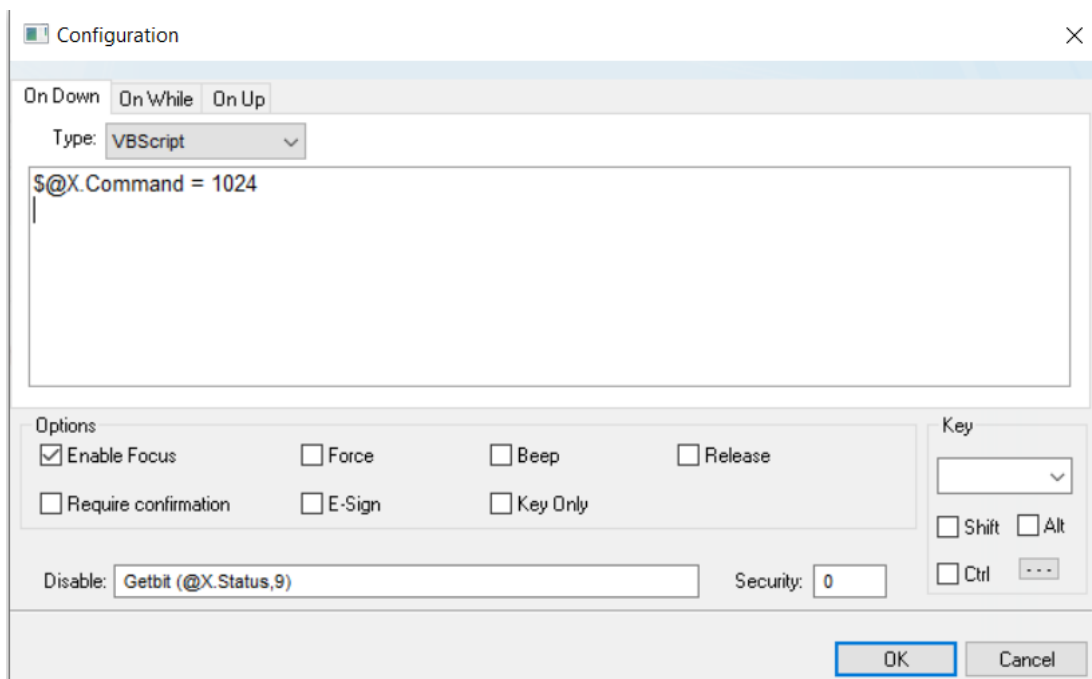 Configuration
On Down On While On Up
Type: VBScript
$@X.Command = 1024
Options
Enable Focus Force Beep Release
Require confirmation E-Sign Key Only
Key
Shift Alt
Ctrl ...
Disable: Getbit (@X.Status,9) Security: 0
OK Cancel